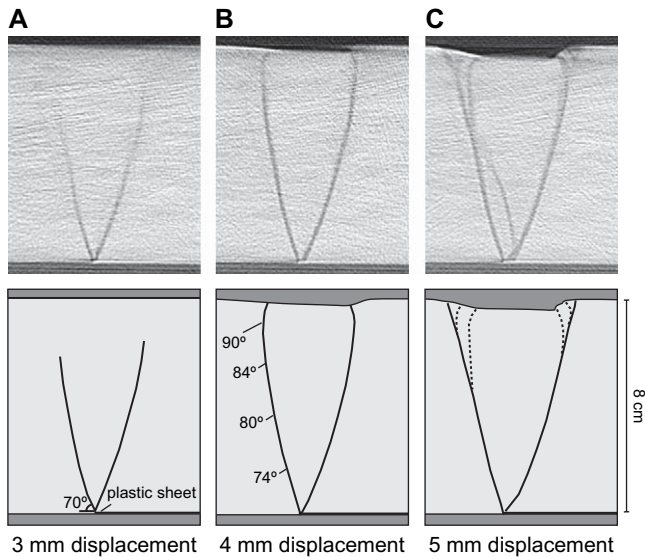 A
B
C
70º
plastic sheet
90º
84º
80º
74º
8 cm
3 mm displacement
4 mm displacement
5 mm displacement